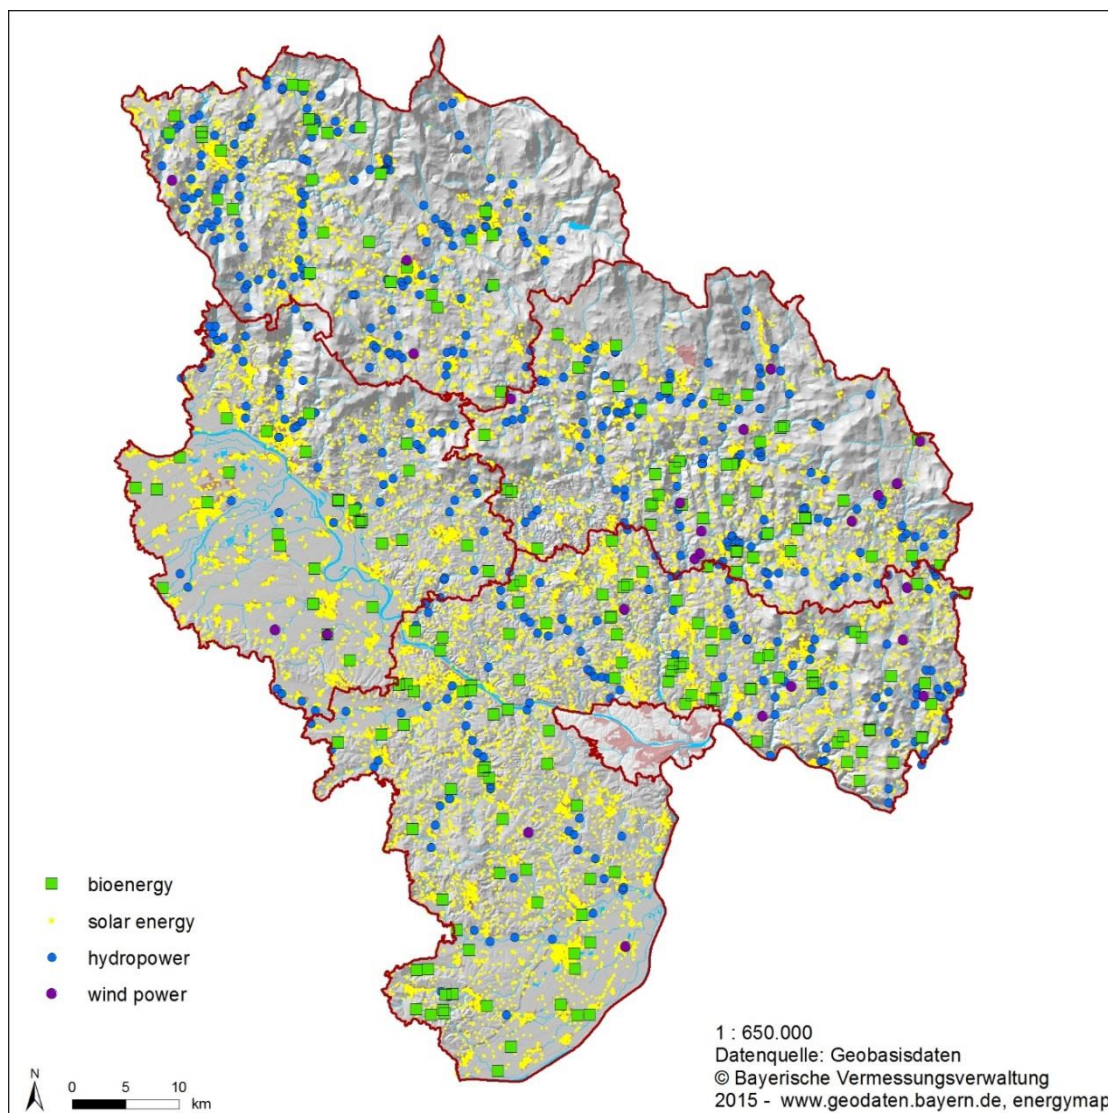 bioenergy
solar energy
hydropower
wind power
N
0 5 10
km
1 : 650.000
Datenquelle: Geobasisdaten
© Bayerische Vermessungsverwaltung
2015 - www.geodaten.bayern.de, energymap